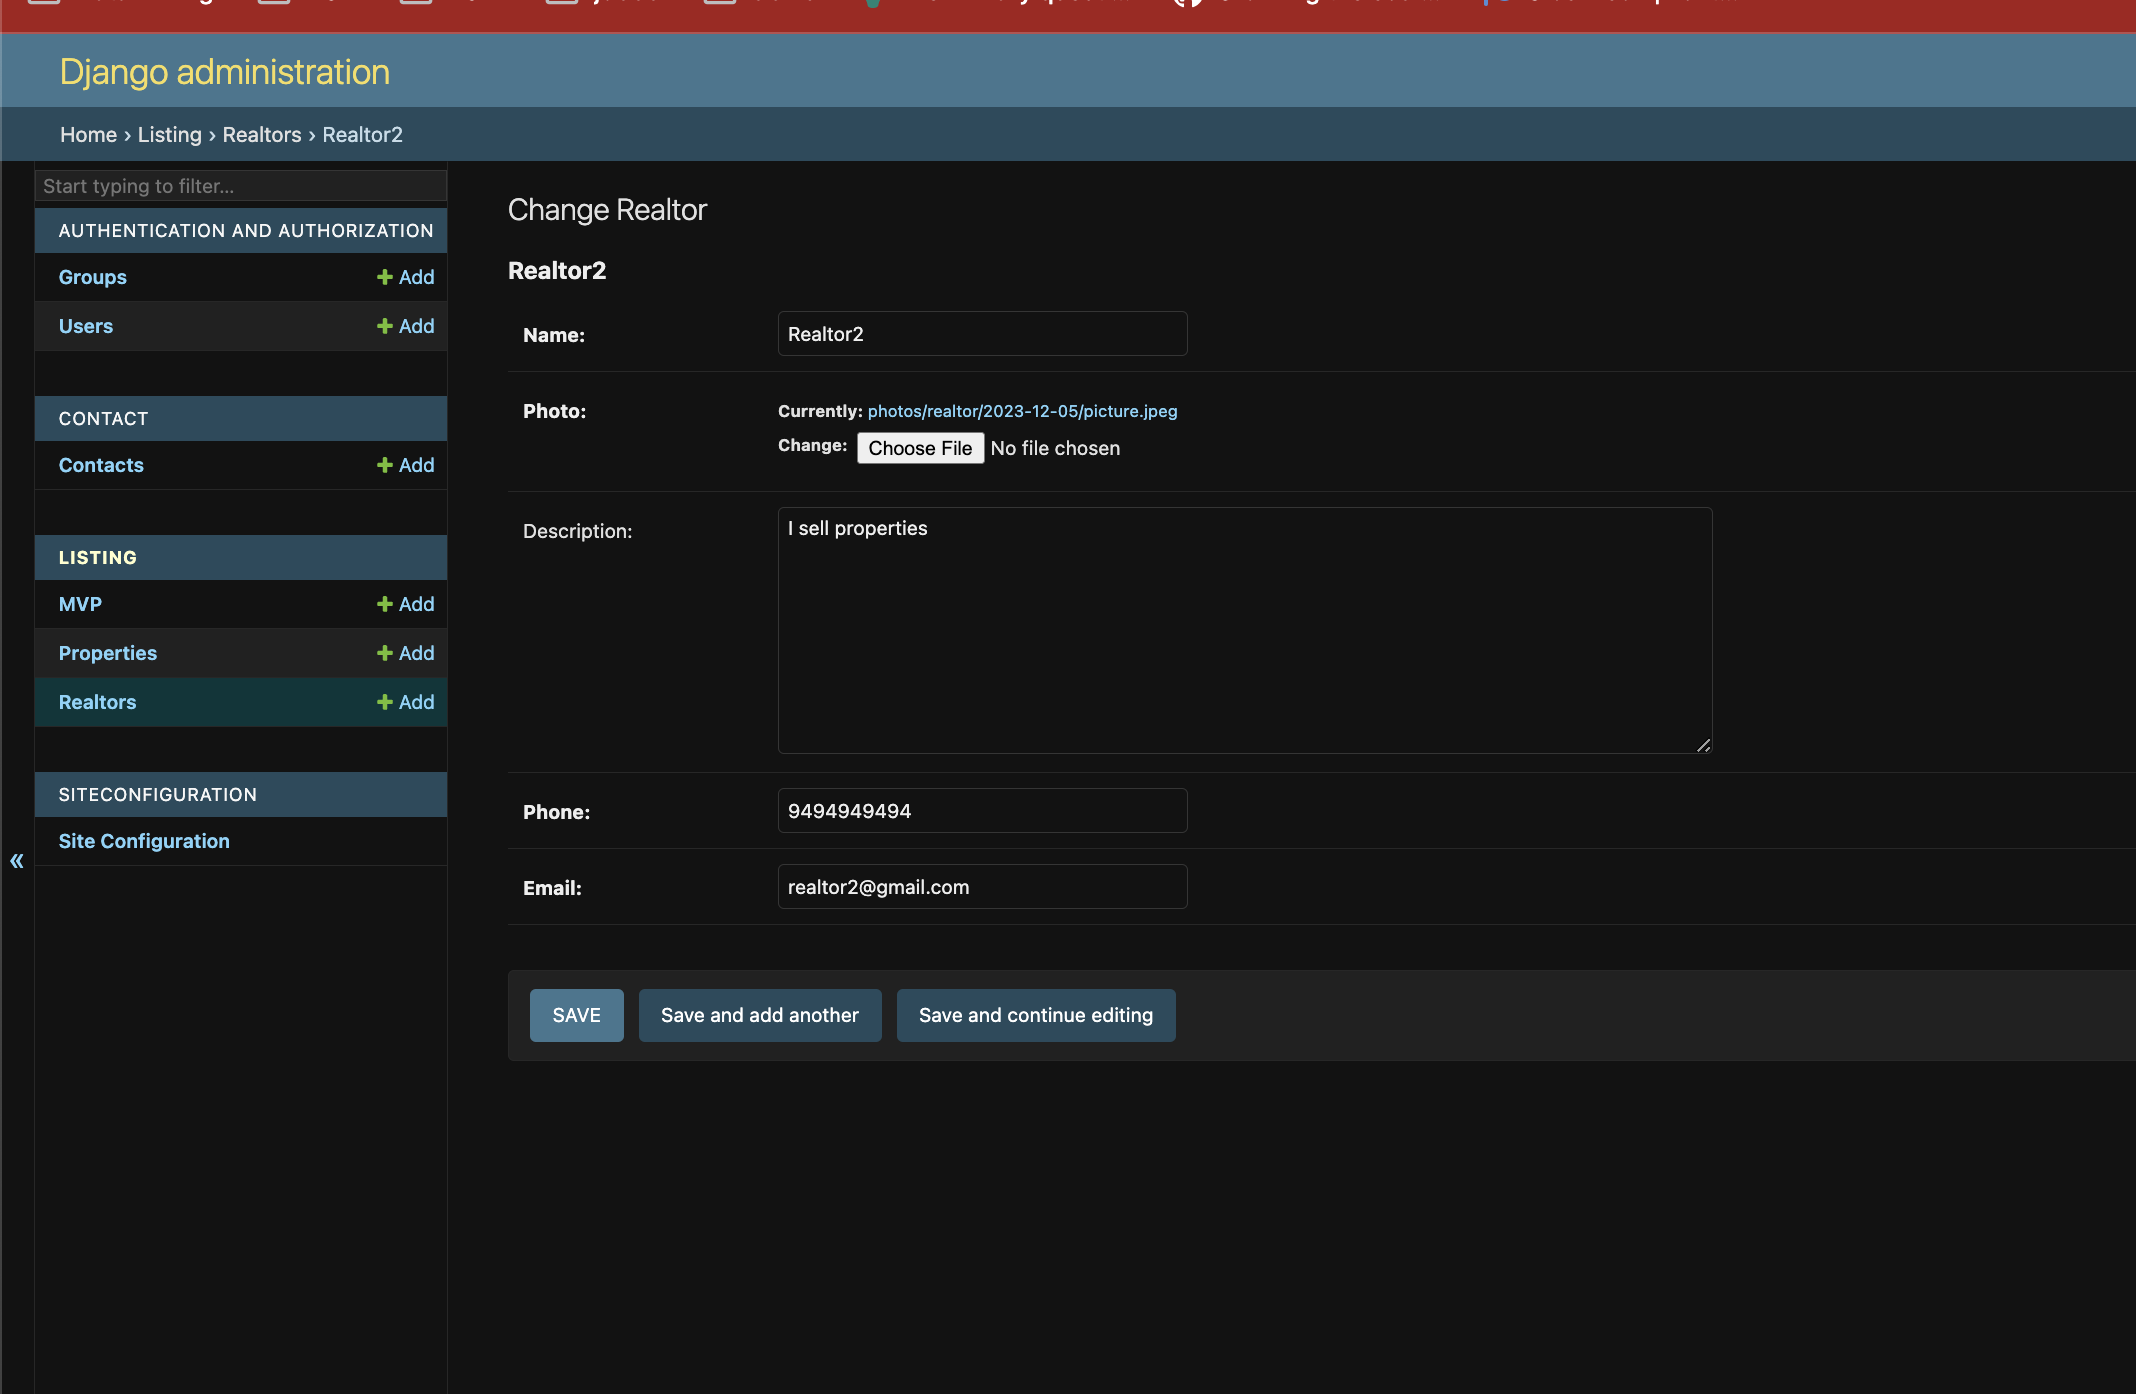 Django administration
Home › Listing › Realtors › Realtor2
Start typing to filter...
AUTHENTICATION AND AUTHORIZATION
Groups Add
Users Add
CONTACT
Contacts Add
LISTING
MVP Add
Properties Add
Realtors Add
SITECONFIGURATION
Site Configuration
«
Change Realtor
Realtor2
Name: Realtor2
Photo: Currently: photos/realtor/2023-12-05/picture.jpeg
Change: Choose File No file chosen
Description: I sell properties
Phone: 9494949494
Email: realtor2@gmail.com
SAVE Save and add another Save and continue editing